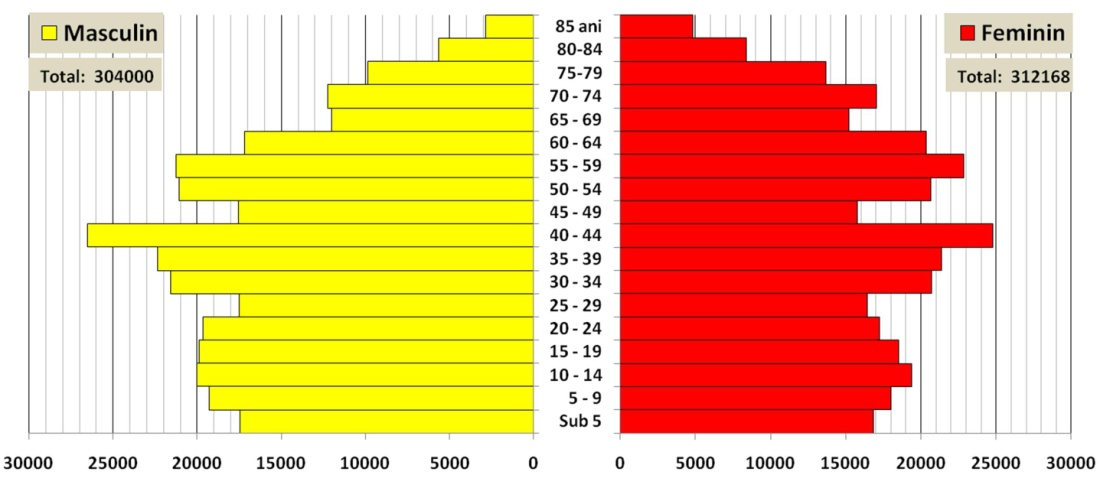 Masculin
Total: 304000
Feminin
Total: 312168
85 ani
80-84
75-79
70 - 74
65 - 69
60 - 64
55 - 59
50 - 54
45 - 49
40 - 44
35 - 39
30 - 34
25 - 29
20 - 24
15 - 19
10 - 14
5 - 9
Sub 5
30000 25000 20000 15000 10000 5000 0
0 5000 10000 15000 20000 25000 30000